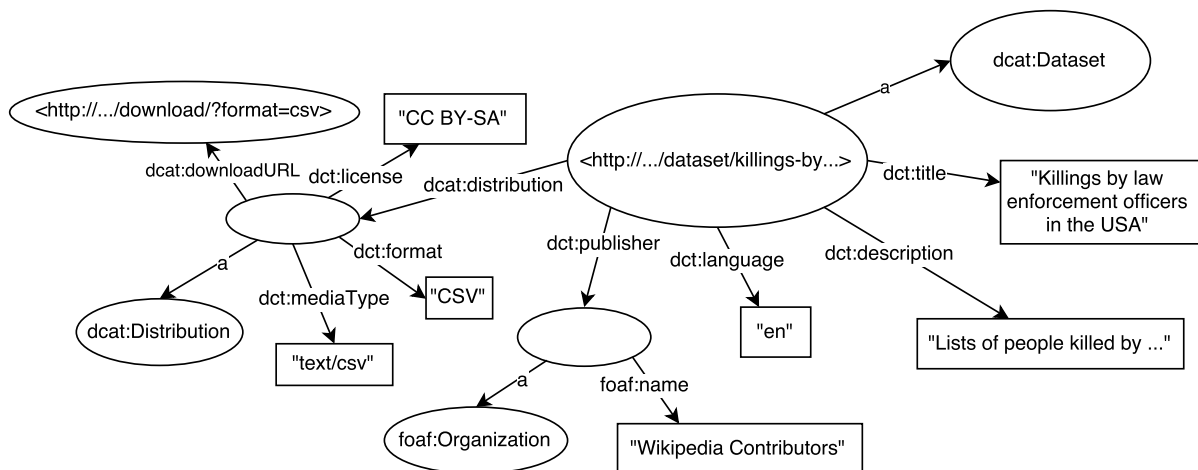 dcat:Dataset
a
<http://.../download/?format=csv>
"CC BY-SA"
<http://.../dataset/killings-by...>
dcat:downloadURL
dct:license
dcat:distribution
dct:title
"Killings by law
enforcement officers
in the USA"
dct:publisher
dct:format
dct:language
dct:description
a
dct:mediaType
"CSV"
dcat:Distribution
"en"
"text/csv"
"Lists of people killed by ..."
a
foaf:name
foaf:Organization
"Wikipedia Contributors"